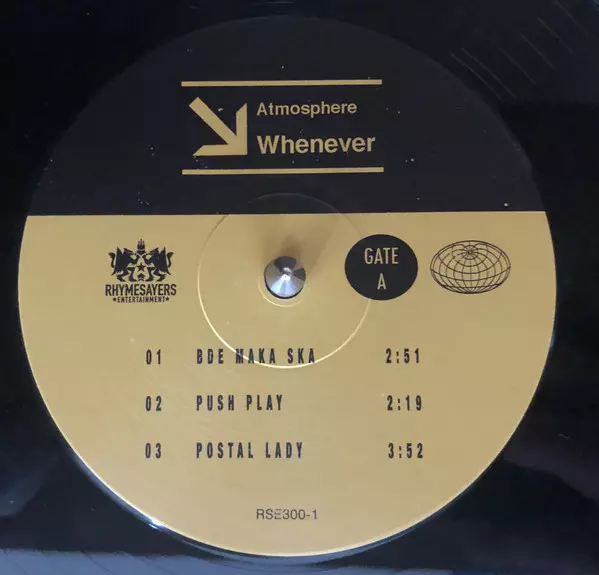 Atmosphere
Whenever
RHYMESAYERS
ENTERTAINMENT
GATE
A
01 BDE MAKA SKA 2:51
02 PUSH PLAY 2:19
03 POSTAL LADY 3:52
RSE300-1